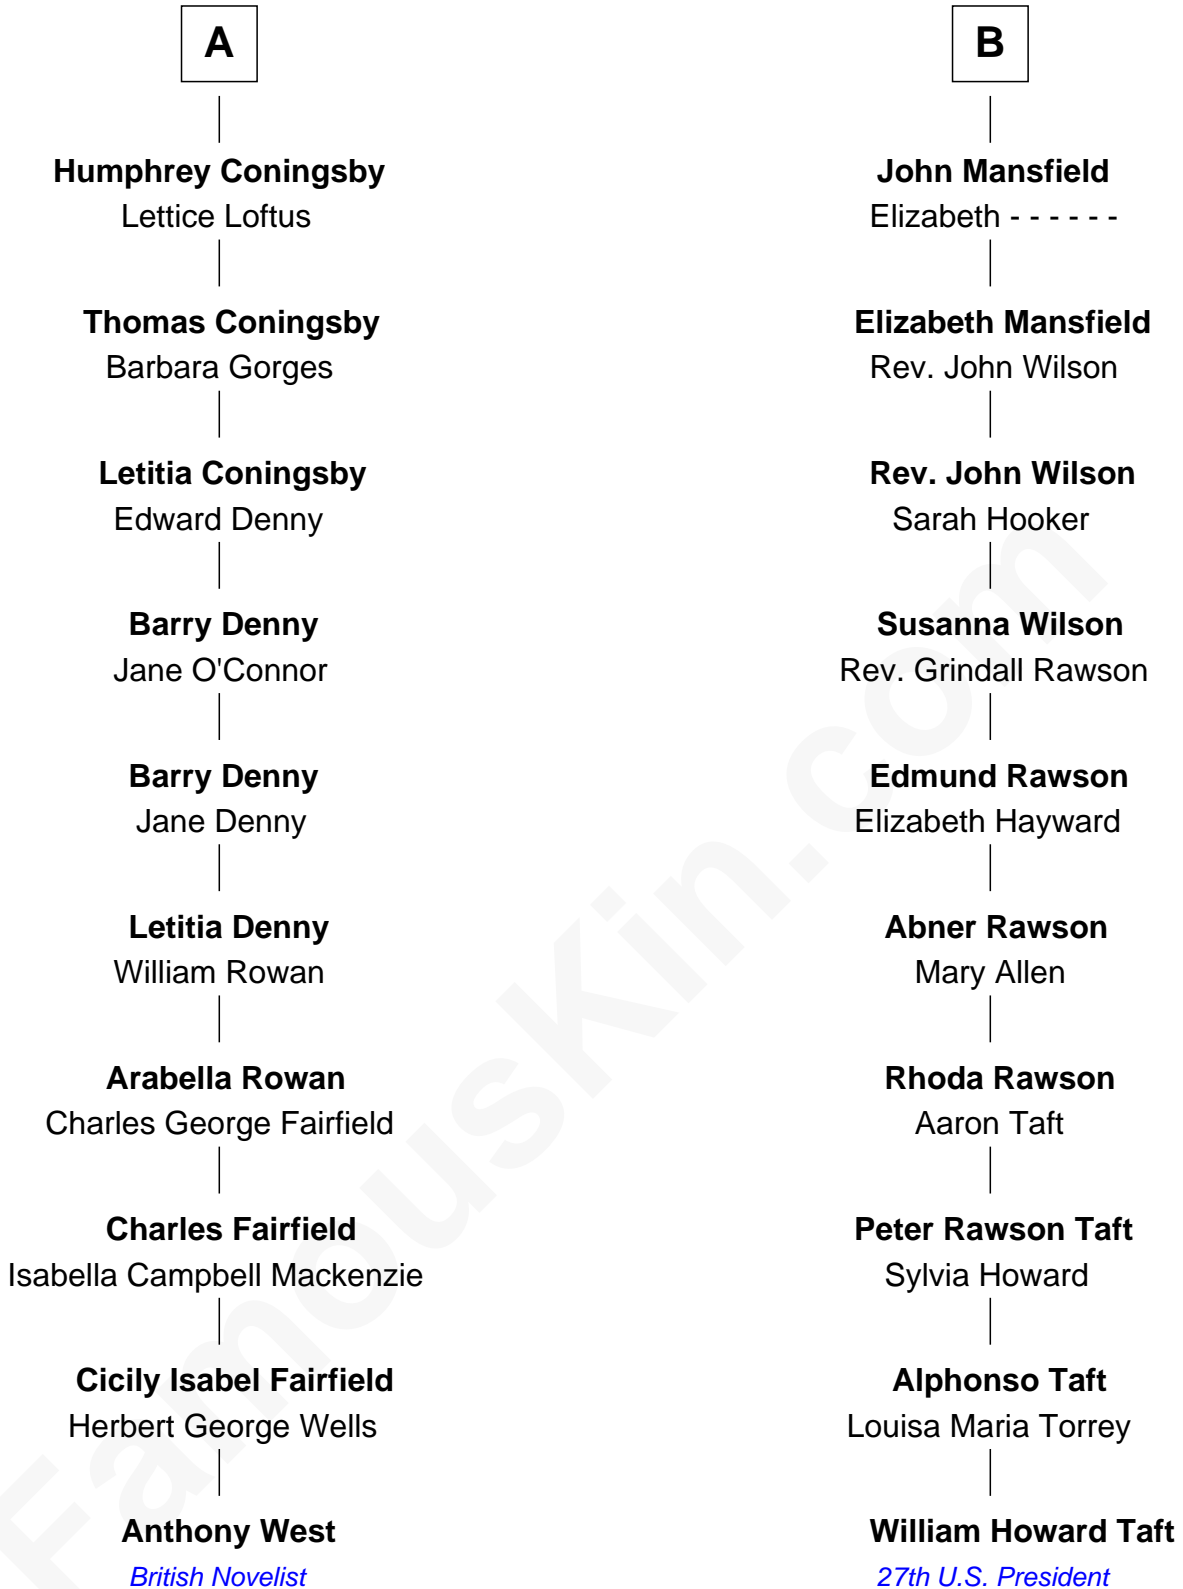 A
Humphrey Coningsby
Lettice Loftus
Thomas Coningsby
Barbara Gorges
Letitia Coningsby
Edward Denny
Barry Denny
Jane O'Connor
Barry Denny
Jane Denny
Letitia Denny
William Rowan
Arabella Rowan
Charles George Fairfield
Charles Fairfield
Isabella Campbell Mackenzie
Cicily Isabel Fairfield
Herbert George Wells
Anthony West
British Novelist
B
John Mansfield
Elizabeth - - - - - -
Elizabeth Mansfield
Rev. John Wilson
Rev. John Wilson
Sarah Hooker
Susanna Wilson
Rev. Grindall Rawson
Edmund Rawson
Elizabeth Hayward
Abner Rawson
Mary Allen
Rhoda Rawson
Aaron Taft
Peter Rawson Taft
Sylvia Howard
Alphonso Taft
Louisa Maria Torrey
William Howard Taft
27th U.S. President
FamousKin.com